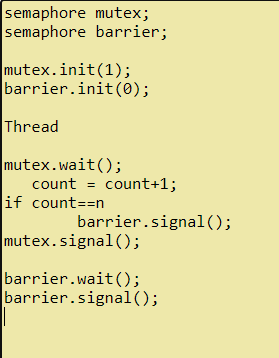 semaphore mutex;
semaphore barrier;

mutex.init(1);
barrier.init(0);

Thread

mutex.wait();
   count = count+1;
if count==n
        barrier.signal();
mutex.signal();

barrier.wait();
barrier.signal();